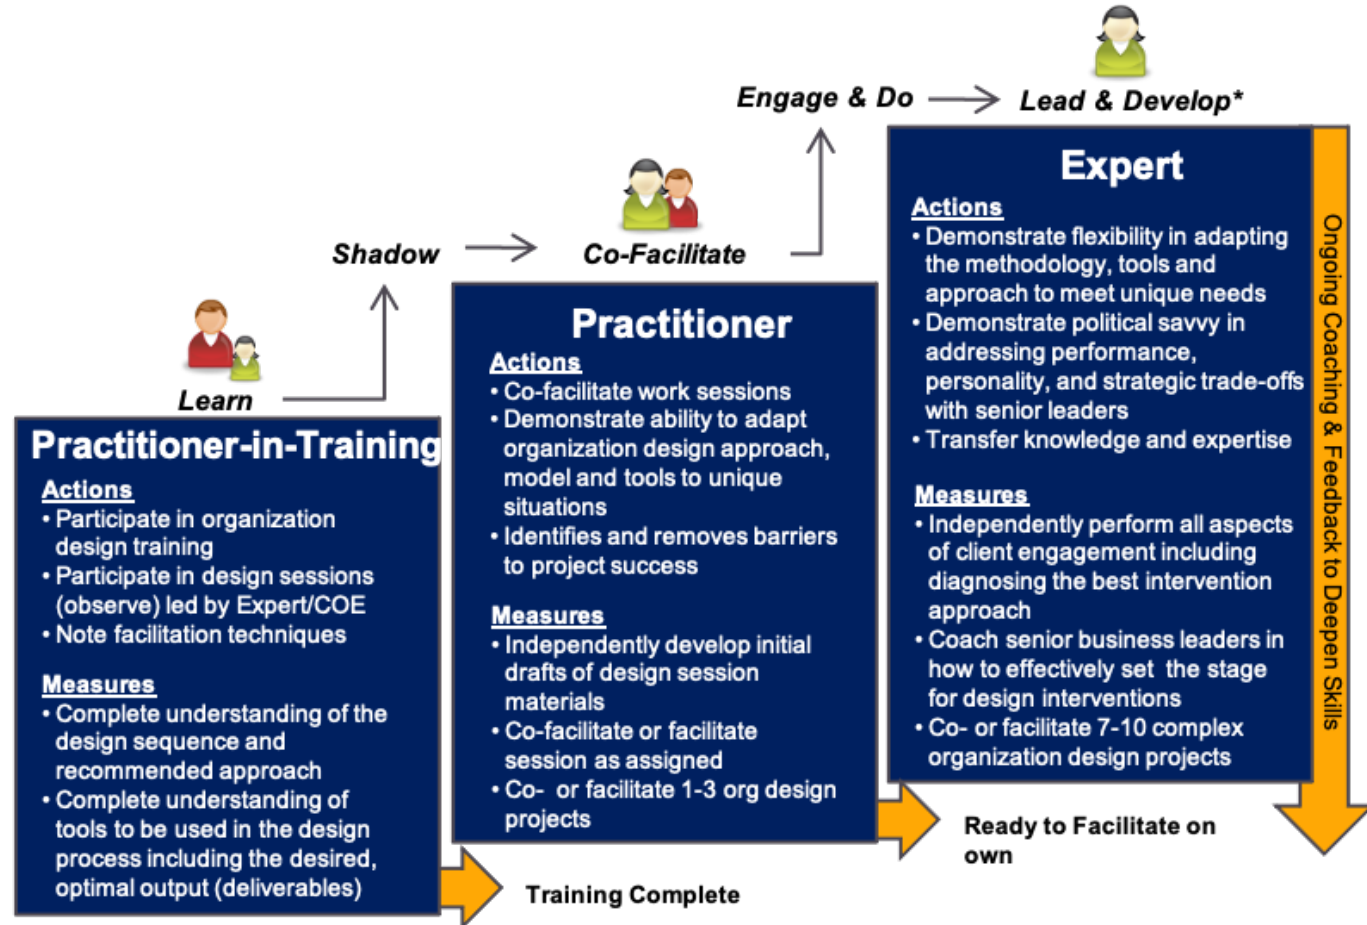 Learn
Practitioner-in-Training
Actions
• Participate in organization
design training
• Participate in design sessions
(observe) led by Expert/COE
• Note facilitation techniques
Measures
• Complete understanding of the
design sequence and
recommended approach
• Complete understanding of
tools to be used in the design
process including the desired,
optimal output (deliverables)
Training Complete
Shadow
Co-Facilitate
Practitioner
Actions
• Co-facilitate work sessions
• Demonstrate ability to adapt
organization design approach,
model and tools to unique
situations
• Identifies and removes barriers
to project success
Measures
• Independently develop initial
drafts of design session
materials
• Co-facilitate or facilitate
session as assigned
• Co- or facilitate 1-3 org design
projects
Ready to Facilitate on
own
Engage & Do
Lead & Develop*
Expert
Actions
• Demonstrate flexibility in adapting
the methodology, tools and
approach to meet unique needs
• Demonstrate political savvy in
addressing performance,
personality, and strategic trade-offs
with senior leaders
• Transfer knowledge and expertise
Measures
• Independently perform all aspects
of client engagement including
diagnosing the best intervention
approach
• Coach senior business leaders in
how to effectively set the stage
for design interventions
• Co- or facilitate 7-10 complex
organization design projects
Ongoing Coaching & Feedback to Deepen Skills